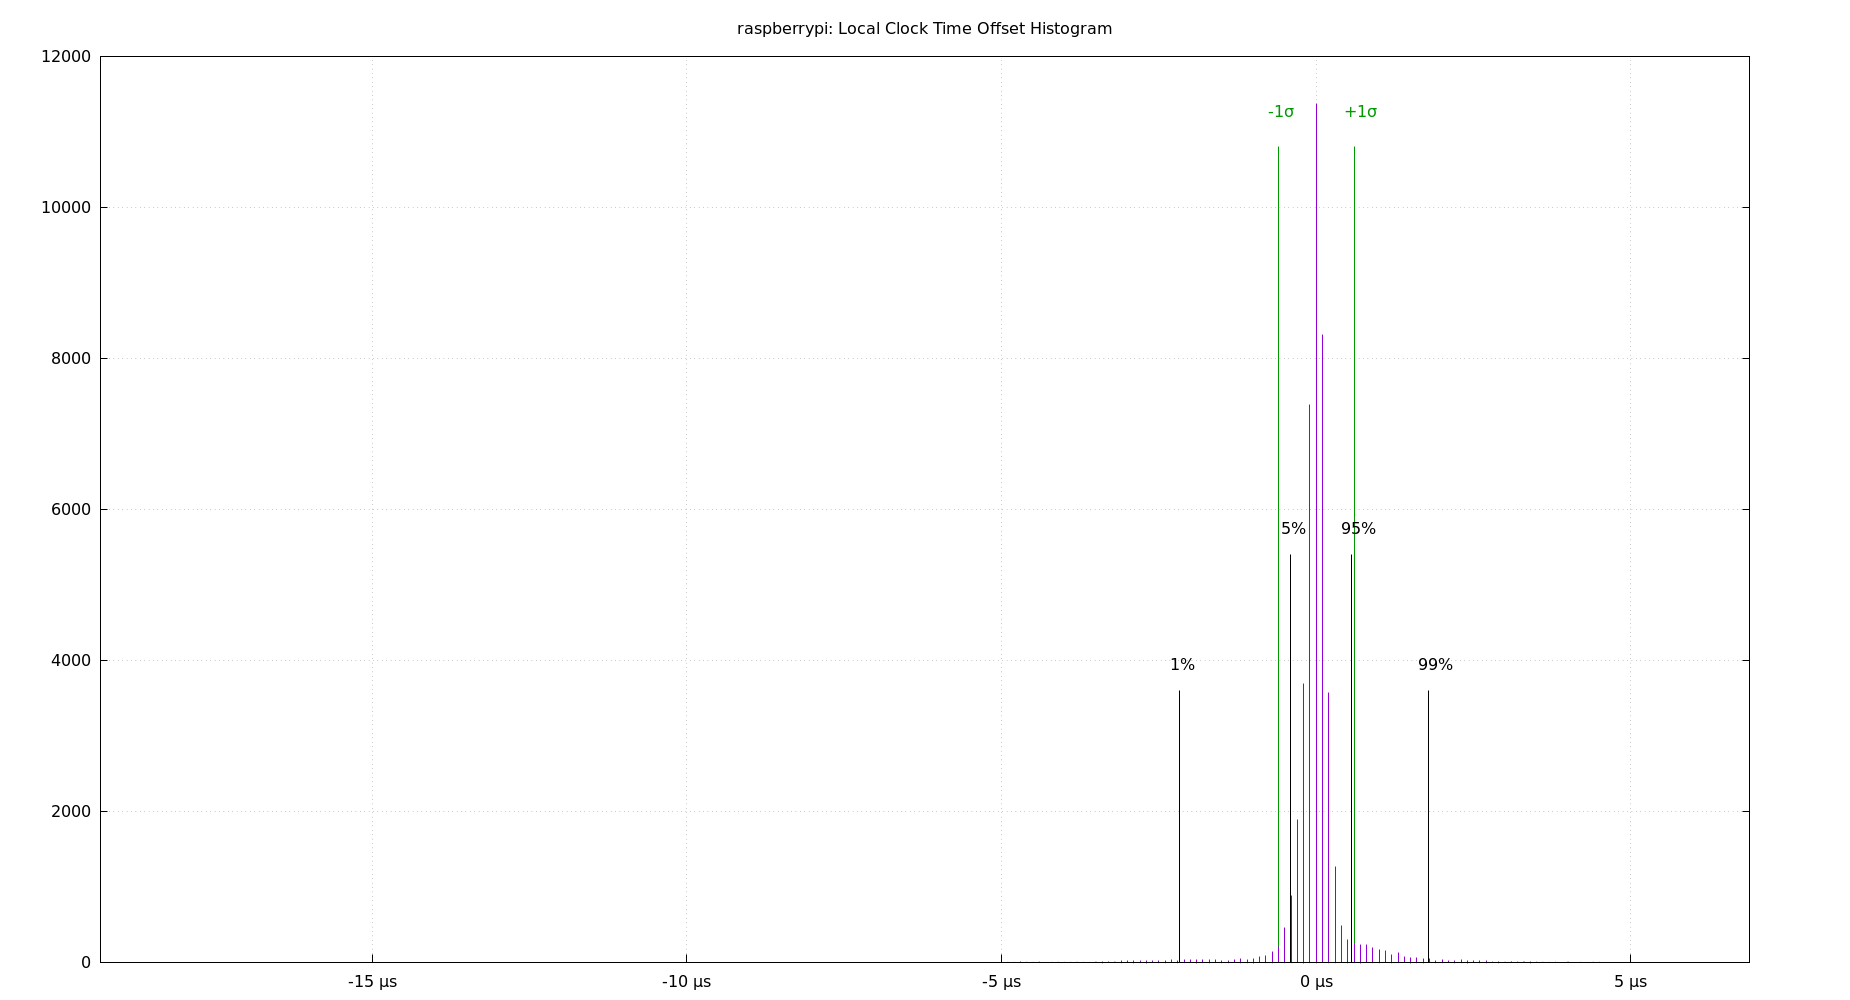 raspberrypi: Local Clock Time Offset Histogram
12000
-1σ
+1σ
10000
8000
6000
5%
95%
4000
1%
99%
2000
0
-15 µs
-10 µs
-5 µs
0 µs
5 µs